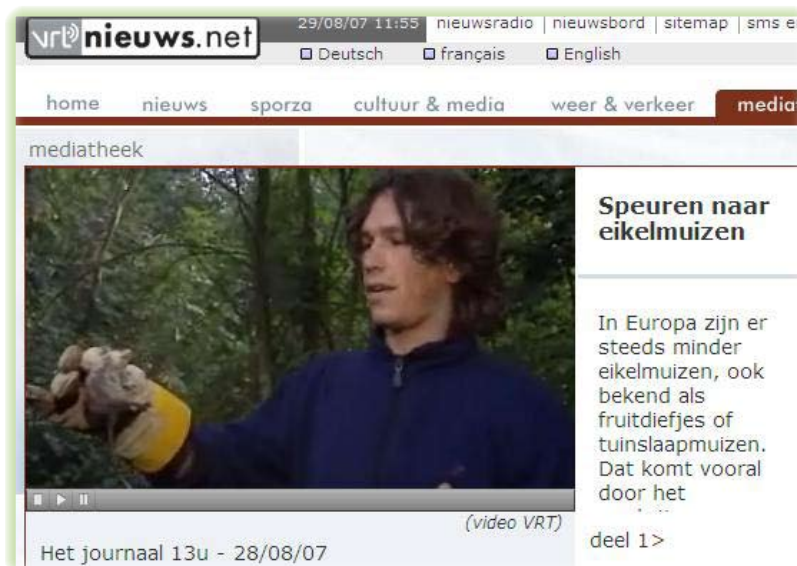 29/08/07 11:55 nieuwsradio | nieuwsbord | sitemap | sms
vrt nieuws.net
Deutsch français English
home nieuws sporza cultuur & media weer & verkeer
mediatheek
Speuren naar
eikelmuizen
In Europa zijn er
steeds minder
eikelmuizen, ook
bekend als
fruitdiefjes of
tuinslaapmuizen.
Dat komt vooral
door het
(video VRT)
deel 1>
Het journaal 13u - 28/08/07